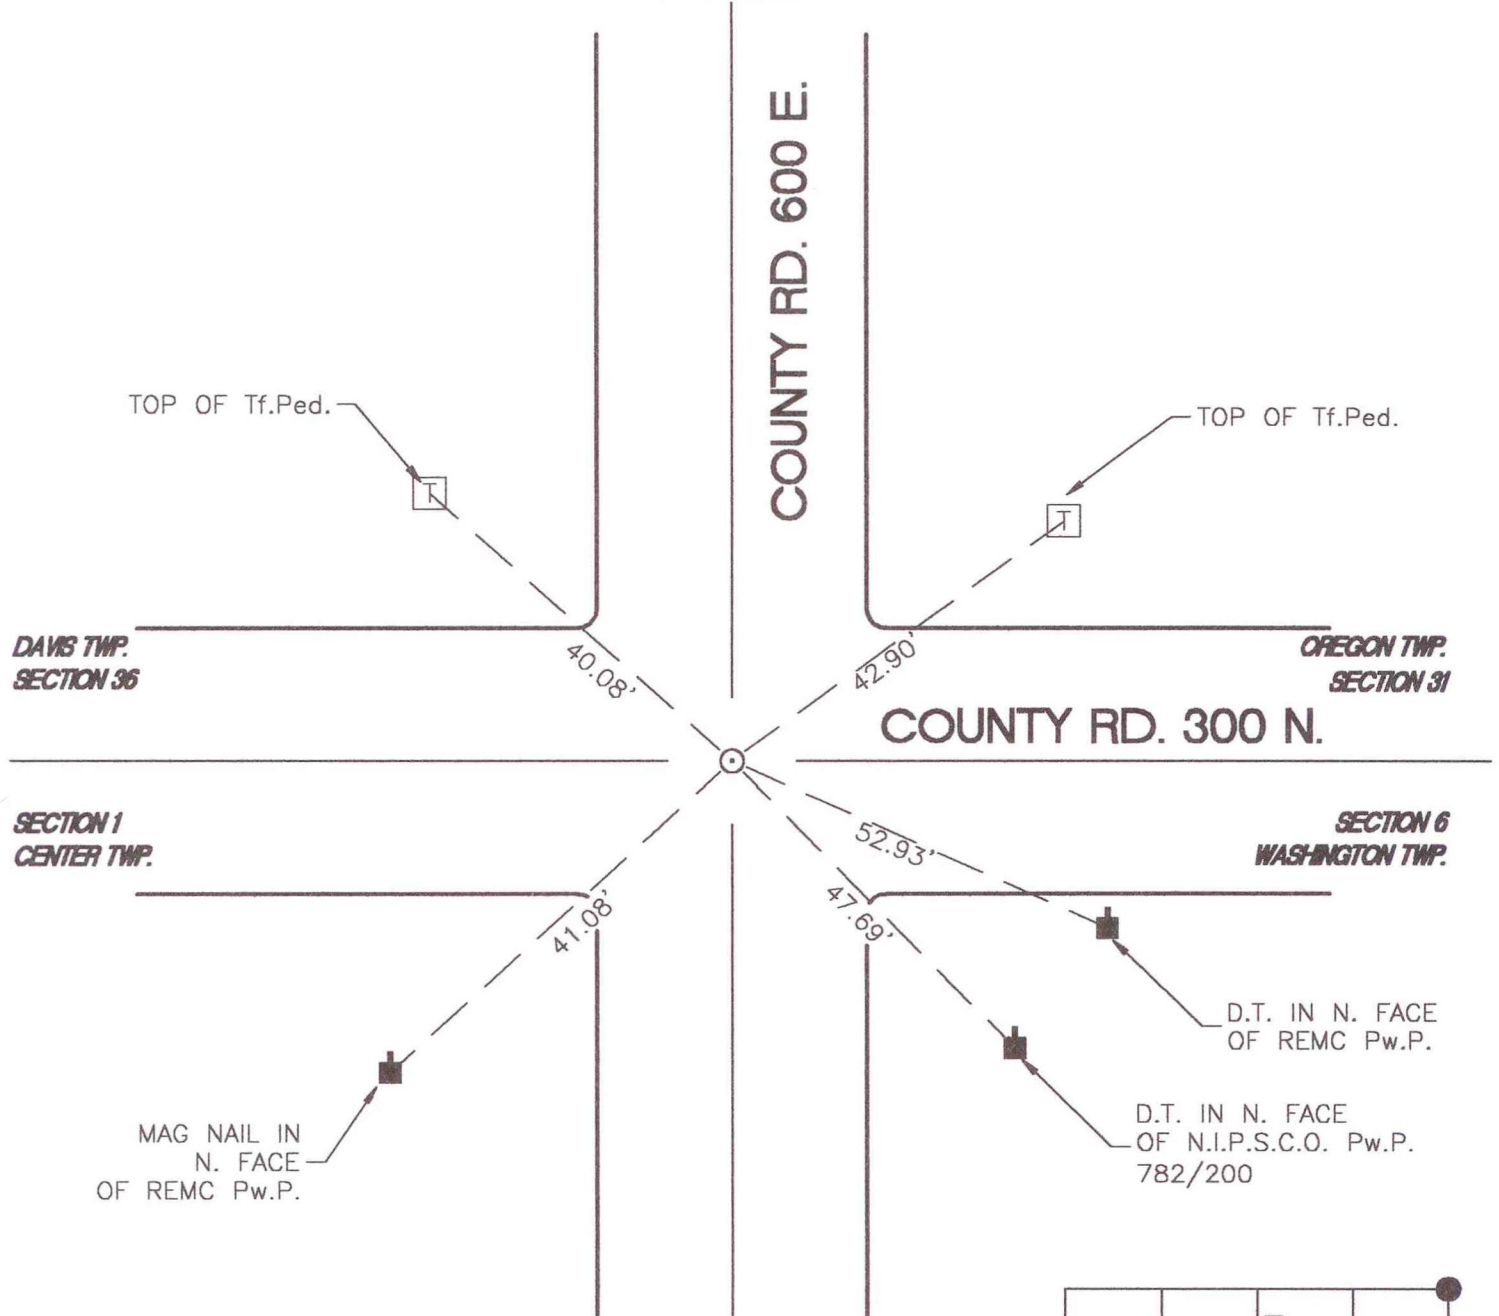 COUNTY RD. 600 E.
TOP OF Tf.Ped.
TOP OF Tf.Ped.
T
T
DAVIS TWP.
SECTION 36
OREGON TWP.
SECTION 31
40.08'
42.90'
COUNTY RD. 300 N.
SECTION 1
CENTER TWP.
SECTION 6
WASHINGTON TWP.
52.93'
47.69'
41.08'
D.T. IN N. FACE
OF REMC Pw.P.
D.T. IN N. FACE
OF N.I.P.S.C.O. Pw.P.
782/200
MAG NAIL IN
N. FACE
OF REMC Pw.P.